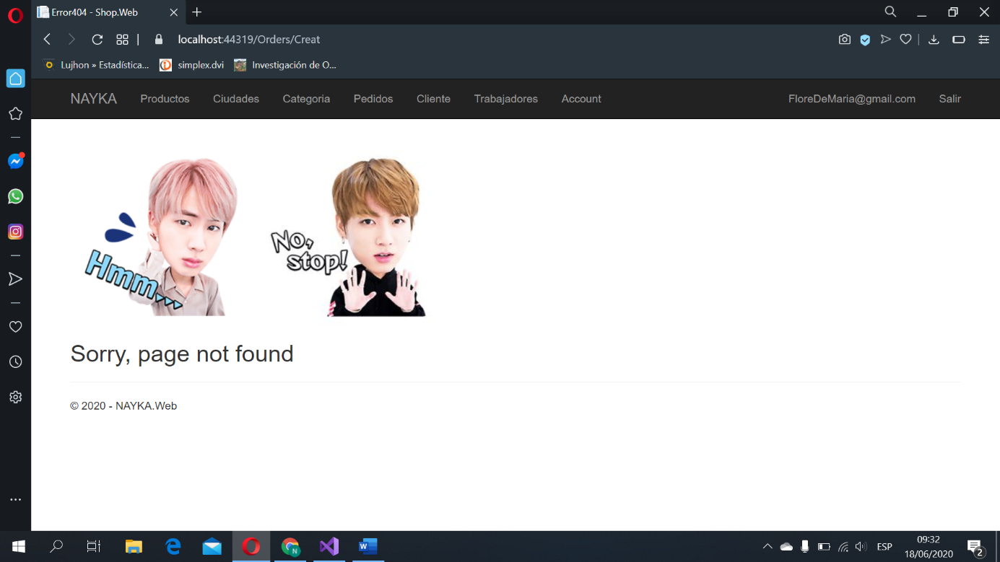 Error404 - Shop.Web
localhost:44319/Orders/Creat
Lujhon » Estadística... simplex.dvi Investigación de O...
NAYKA Productos Ciudades Categoria Pedidos Cliente Trabajadores Account FloreDeMaria@gmail.com Salir
Hmm...
No,
stop!
Sorry, page not found
© 2020 - NAYKA.Web
ESP
09:32
18/06/2020
2